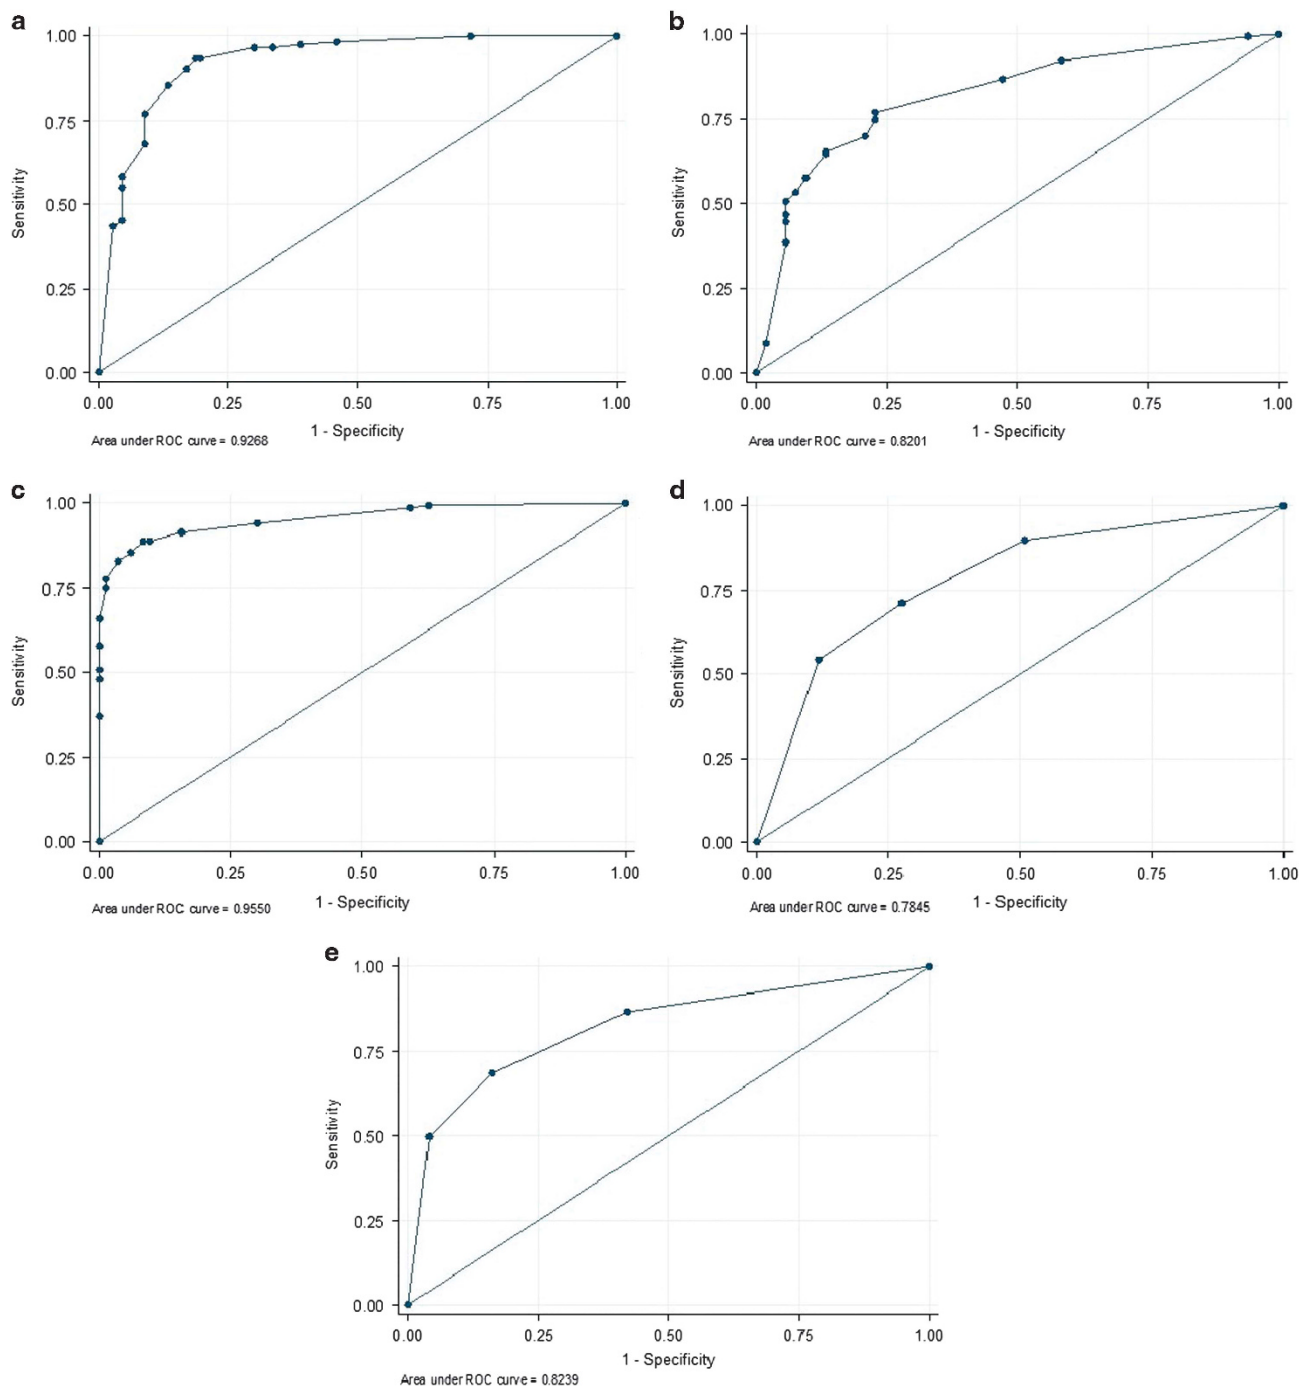 a
1.00
0.75
0.50
0.25
0.00
Sensitivity
0.00 0.25 0.50 0.75 1.00
1 - Specificity
Area under ROC curve = 0.9268
b
1.00
0.75
0.50
0.25
0.00
Sensitivity
0.00 0.25 0.50 0.75 1.00
1 - Specificity
Area under ROC curve = 0.8201
c
1.00
0.75
0.50
0.25
0.00
Sensitivity
0.00 0.25 0.50 0.75 1.00
1 - Specificity
Area under ROC curve = 0.9550
d
1.00
0.75
0.50
0.25
0.00
Sensitivity
0.00 0.25 0.50 0.75 1.00
1 - Specificity
Area under ROC curve = 0.7845
e
1.00
0.75
0.50
0.25
0.00
Sensitivity
0.00 0.25 0.50 0.75 1.00
1 - Specificity
Area under ROC curve = 0.8239